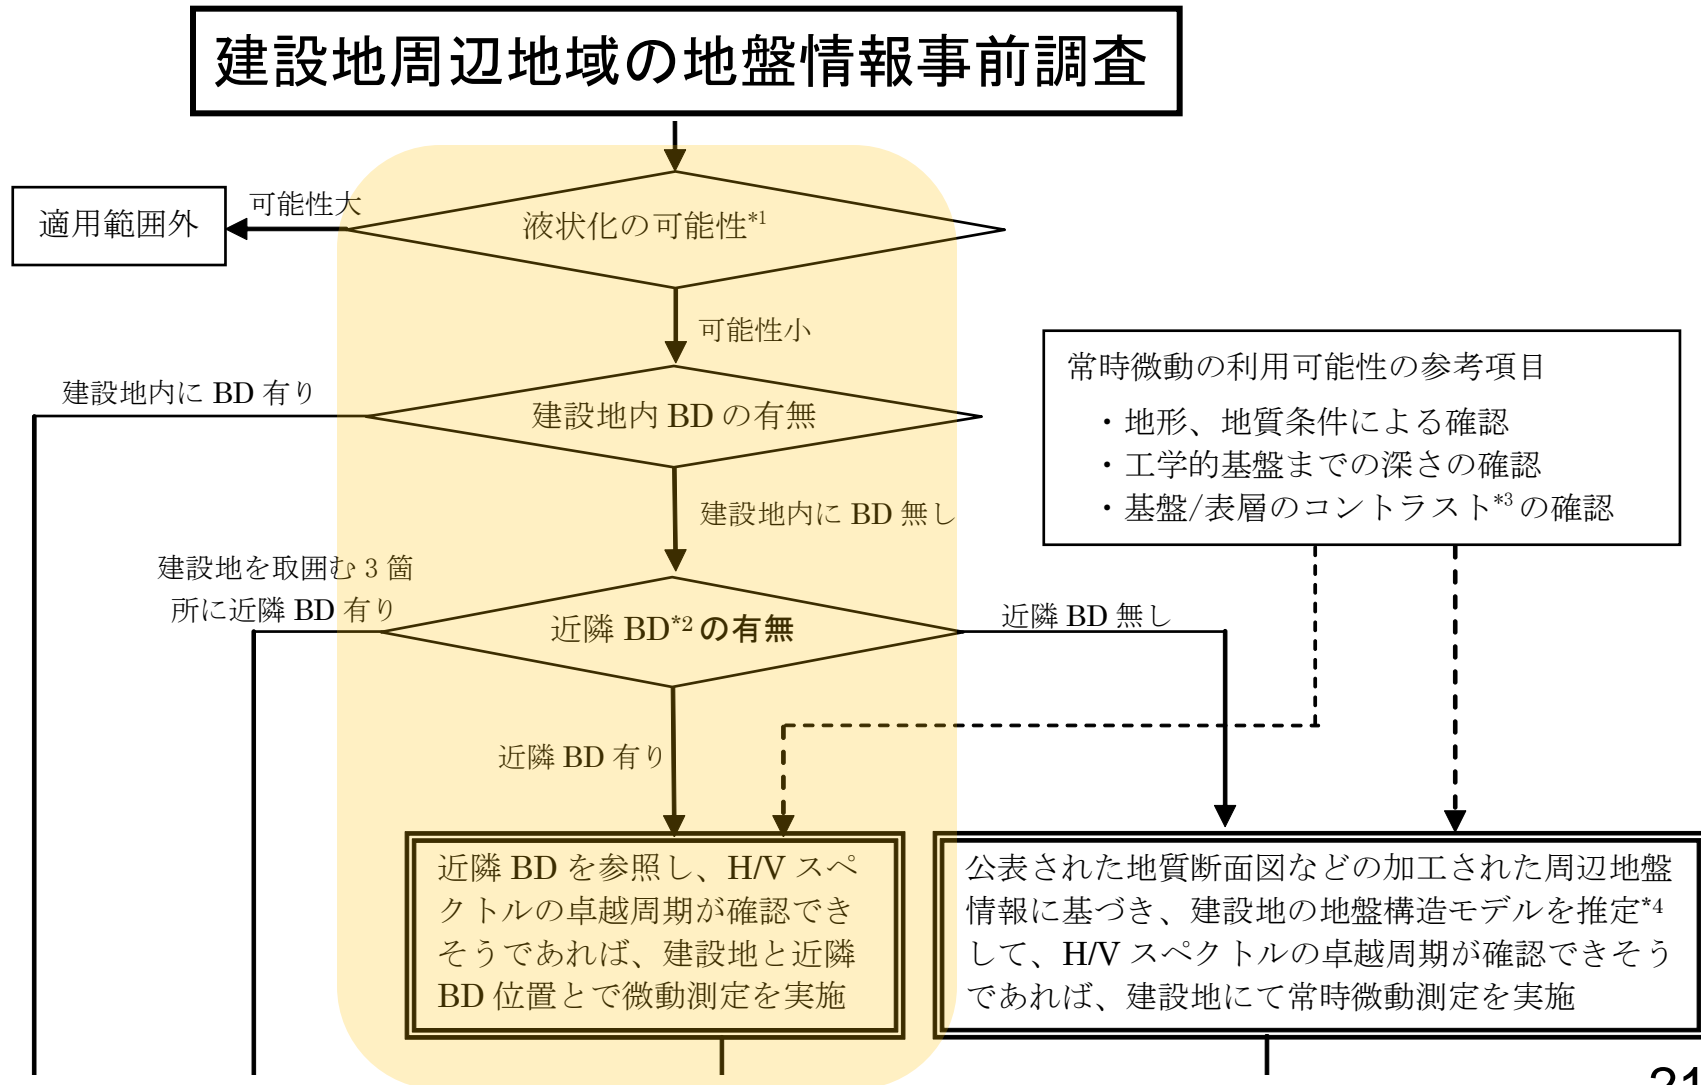 建設地周辺地域の地盤情報事前調査
適用範囲外
可能性大
液状化の可能性*1
可能性小
建設地内に BD 有り
建設地内 BD の有無
常時微動の利用可能性の参考項目
・地形、地質条件による確認
・工学的基盤までの深さの確認
・基盤/表層のコントラスト*3 の確認
建設地内に BD 無し
建設地を取囲む 3 箇
所に近隣 BD 有り
近隣 BD*2 の有無
近隣 BD 無し
近隣 BD 有り
近隣 BD を参照し、H/V スペ
クトルの卓越周期が確認でき
そうであれば、建設地と近隣
BD 位置とで微動測定を実施
公表された地質断面図などの加工された周辺地盤
情報に基づき、建設地の地盤構造モデルを推定*4
して、H/V スペクトルの卓越周期が確認できそう
であれば、建設地にて常時微動測定を実施
21